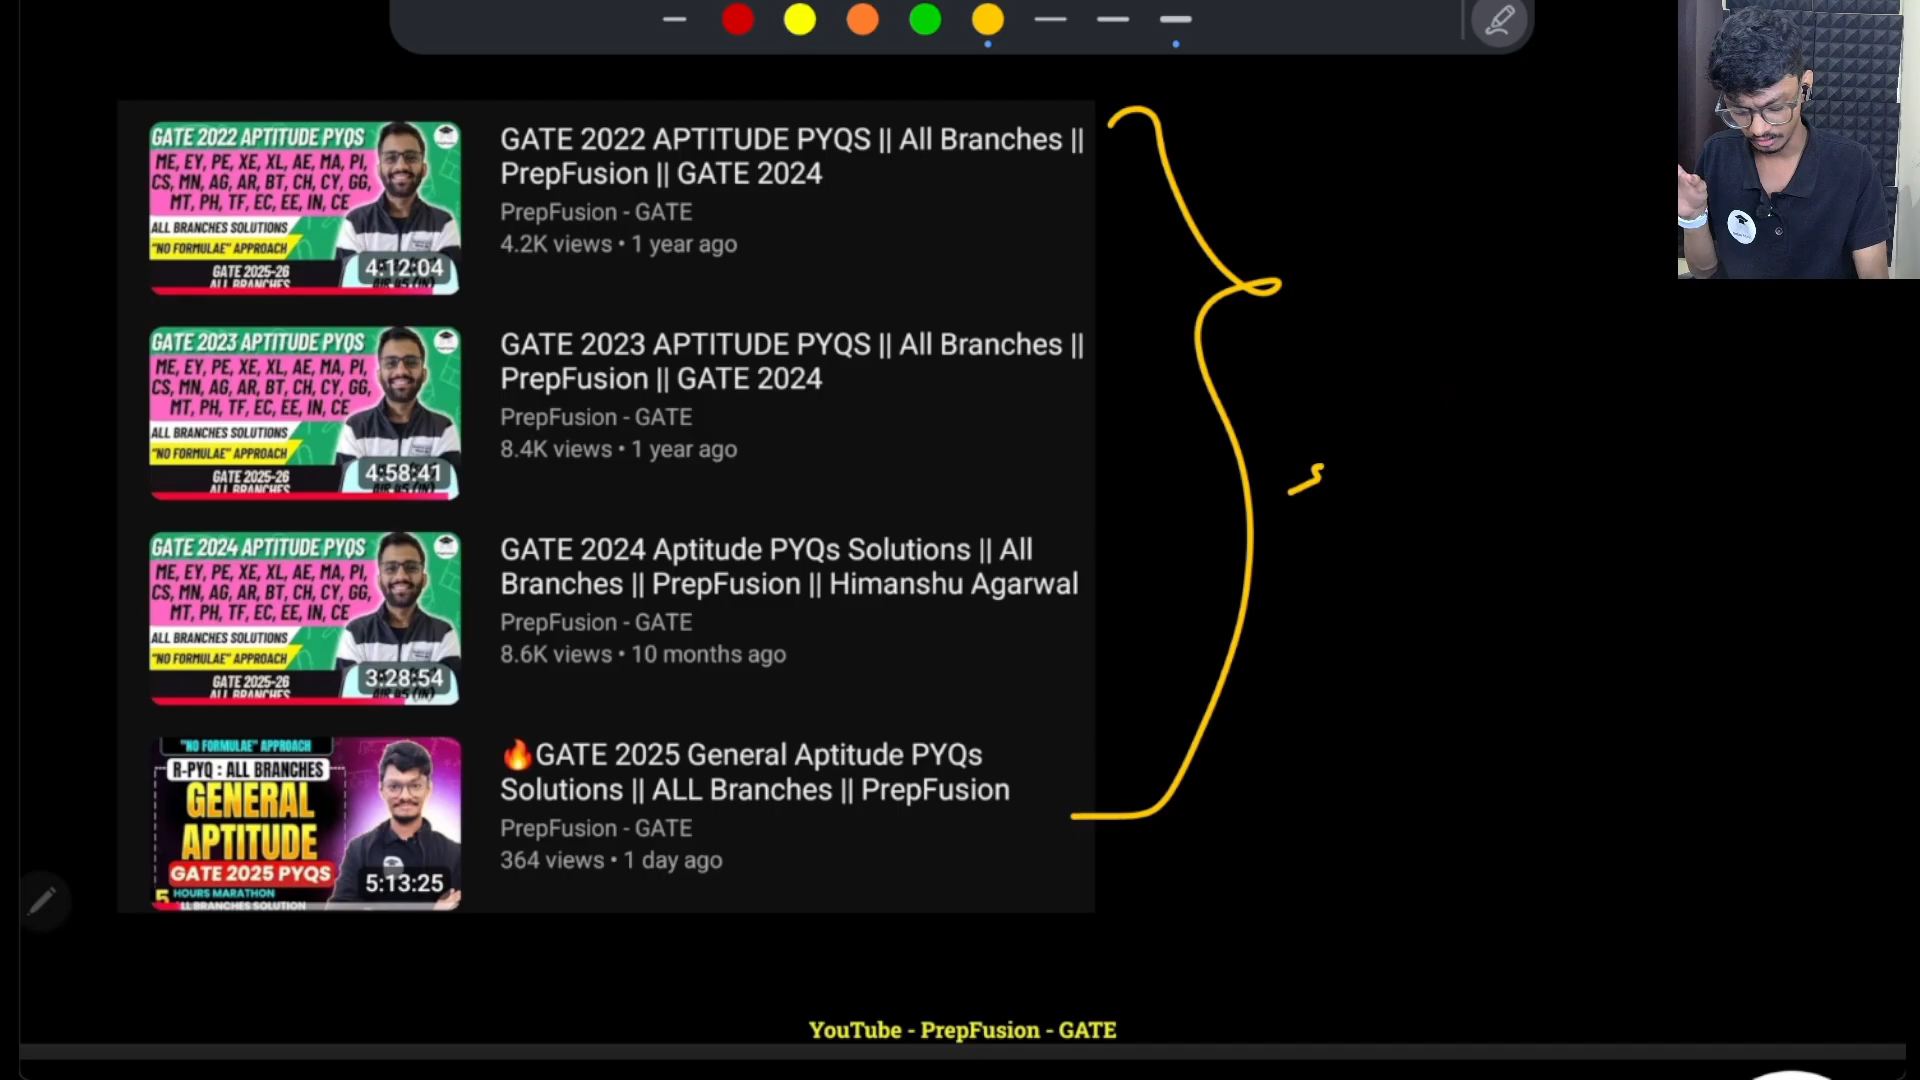 GATE 2022 APTITUDE PYQS
ME, EY, PE, XE, XL, AE, MA, PI,
CS, MN, AG, AR, BT, CH, CY, GG,
MT, PH, TF, EC, EE, IN, CE
ALL BRANCHES SOLUTIONS
"NO FORMULAE" APPROACH
GATE 2025-26
ALL BRANCHES
4:12:04
GATE 2022 APTITUDE PYQS || All Branches ||
PrepFusion || GATE 2024
PrepFusion - GATE
4.2K views • 1 year ago
GATE 2023 APTITUDE PYQS
ME, EY, PE, XE, XL, AE, MA, PI,
CS, MN, AG, AR, BT, CH, CY, GG,
MT, PH, TF, EC, EE, IN, CE
ALL BRANCHES SOLUTIONS
"NO FORMULAE" APPROACH
GATE 2025-26
ALL BRANCHES
4:58:41
GATE 2023 APTITUDE PYQS || All Branches ||
PrepFusion || GATE 2024
PrepFusion - GATE
8.4K views • 1 year ago
GATE 2024 APTITUDE PYQS
ME, EY, PE, XE, XL, AE, MA, PI,
CS, MN, AG, AR, BT, CH, CY, GG,
MT, PH, TF, EC, EE, IN, CE
ALL BRANCHES SOLUTIONS
"NO FORMULAE" APPROACH
GATE 2025-26
ALL BRANCHES
3:28:54
GATE 2024 Aptitude PYQs Solutions || All
Branches || PrepFusion || Himanshu Agarwal
PrepFusion - GATE
8.6K views • 10 months ago
"NO FORMULAE" APPROACH
R-PYQ : ALL BRANCHES
GENERAL
APTITUDE
GATE 2025 PYQS
5 HOURS MARATHON
ALL BRANCHES SOLUTION
5:13:25
🔥GATE 2025 General Aptitude PYQs
Solutions || ALL Branches || PrepFusion
PrepFusion - GATE
364 views • 1 day ago
YouTube - PrepFusion - GATE